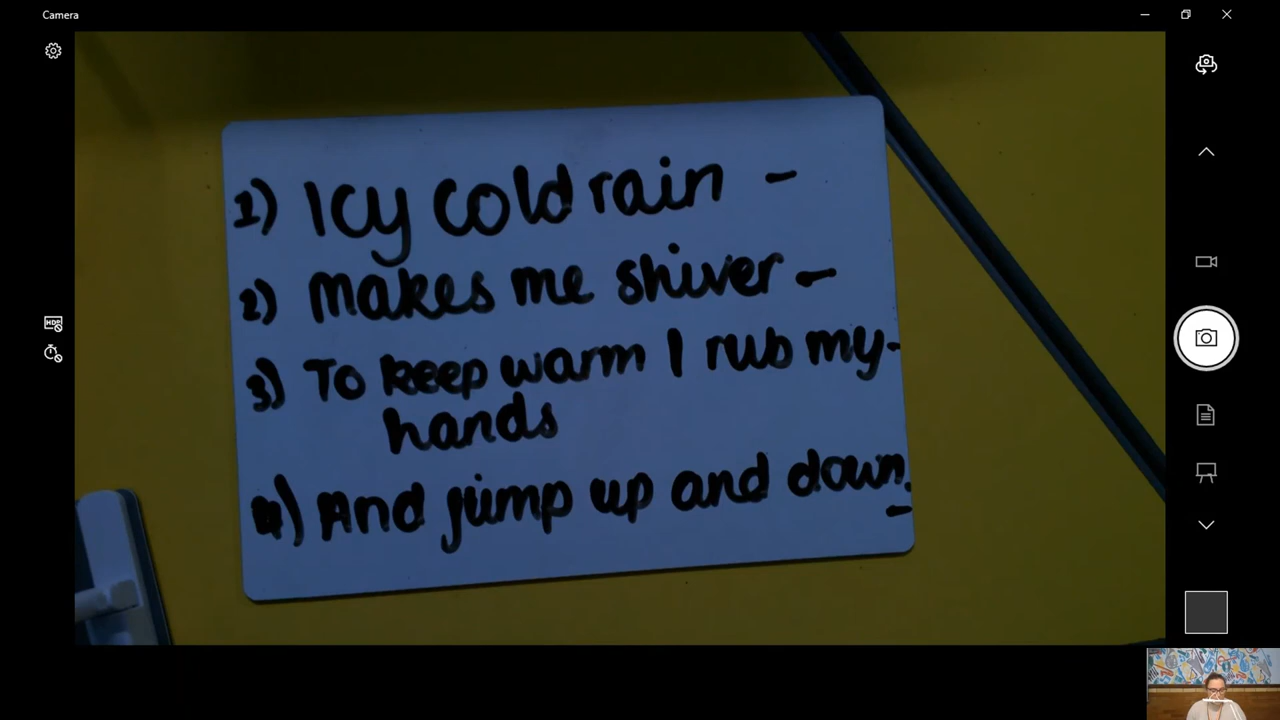 Camera
1) Icy cold rain -
2) makes me shiver -
3) To keep warm I rub my-
hands
4) And jump up and down.
-
HDR